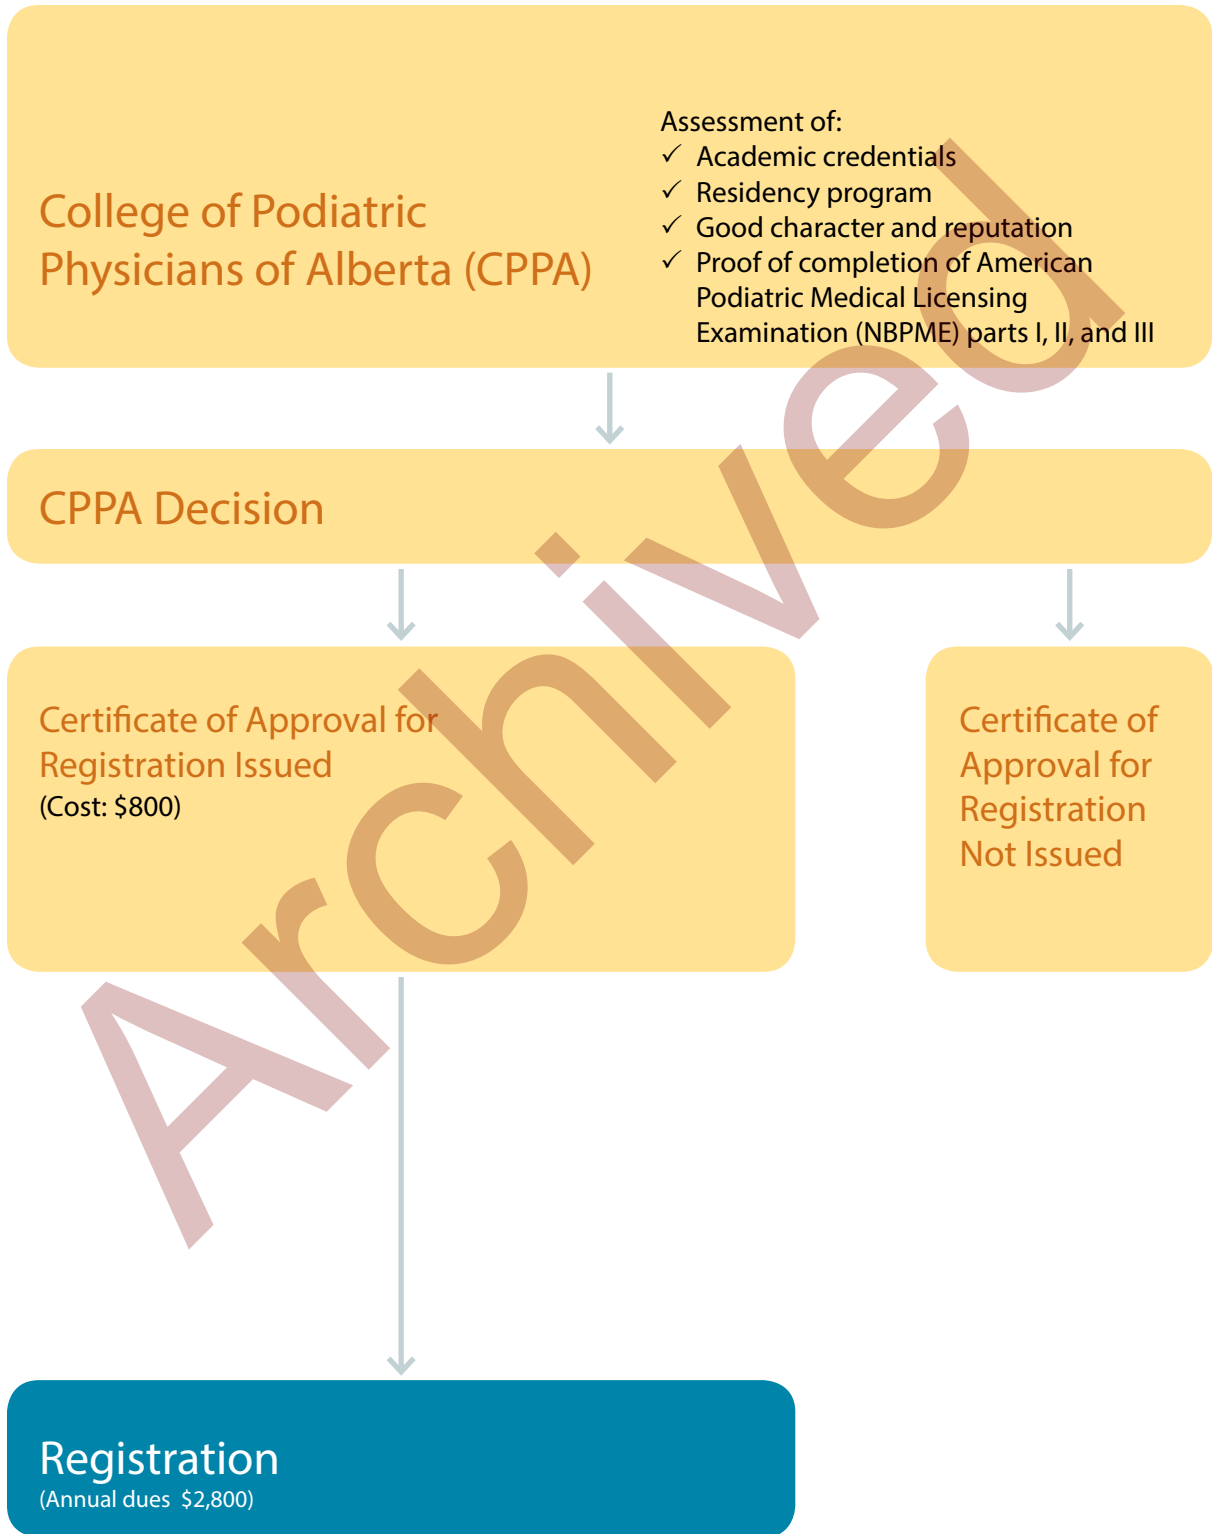 College of Podiatric
Physicians of Alberta (CPPA)
Assessment of:
✓ Academic credentials
✓ Residency program
✓ Good character and reputation
✓ Proof of completion of American
Podiatric Medical Licensing
Examination (NBPME) parts I, II, and III
CPPA Decision
Certificate of Approval for
Registration Issued
(Cost: $800)
Certificate of
Approval for
Registration
Not Issued
Registration
(Annual dues $2,800)
Archived